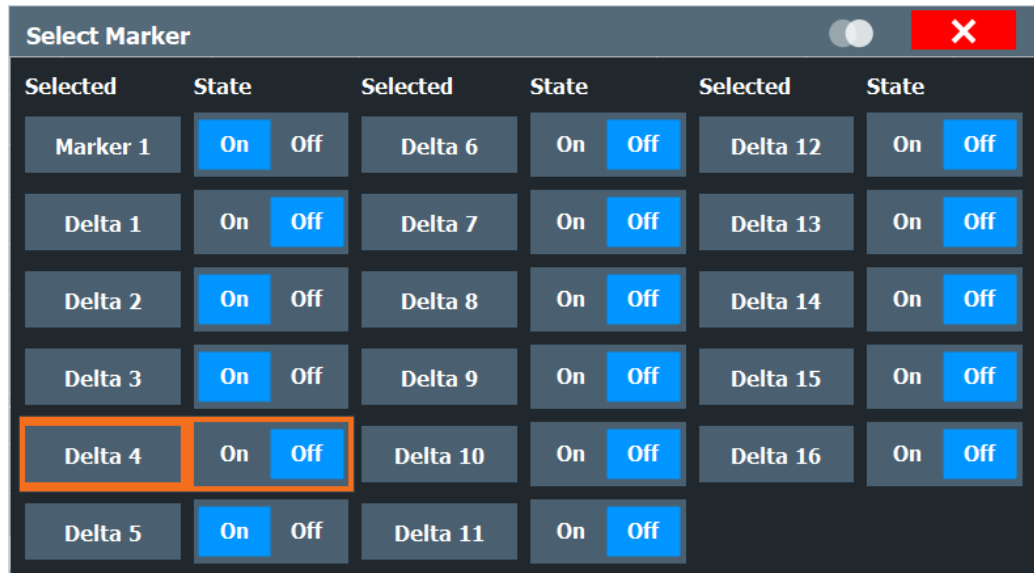 Select Marker
Selected State Selected State Selected State
Marker 1 On Off Delta 6 On Off Delta 12 On Off
Delta 1 On Off Delta 7 On Off Delta 13 On Off
Delta 2 On Off Delta 8 On Off Delta 14 On Off
Delta 3 On Off Delta 9 On Off Delta 15 On Off
Delta 4 On Off Delta 10 On Off Delta 16 On Off
Delta 5 On Off Delta 11 On Off